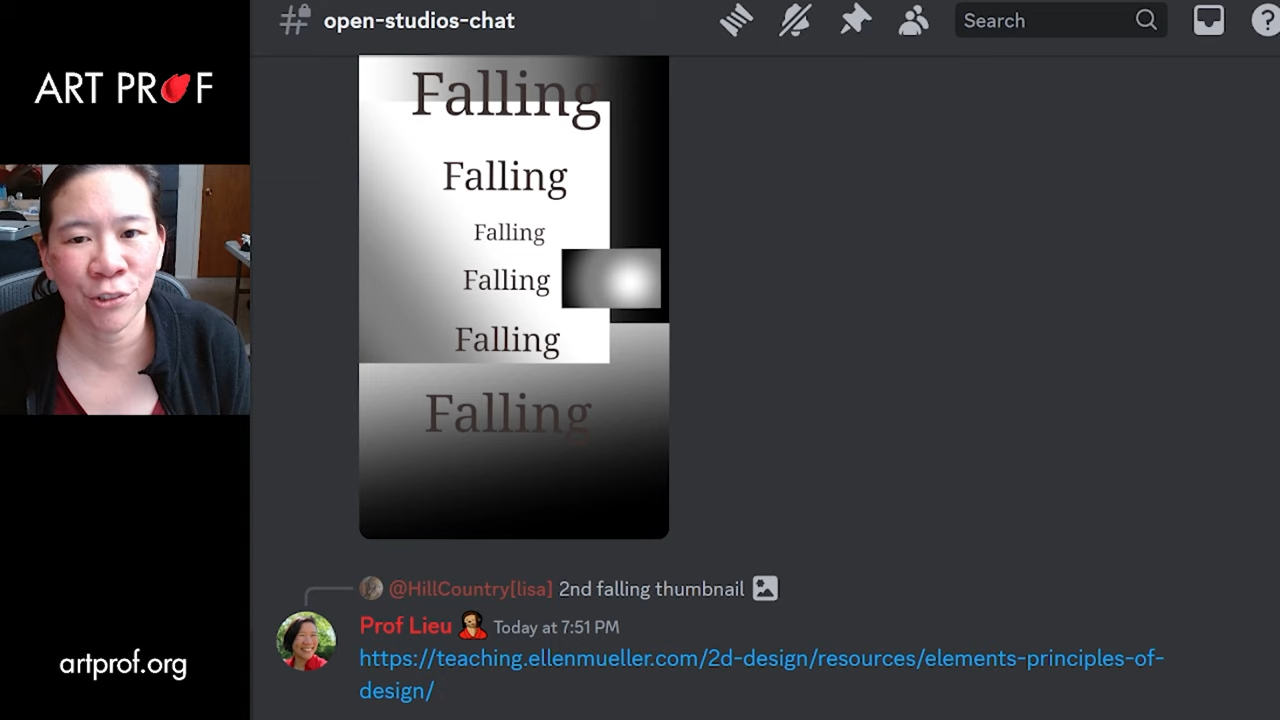 ART PROF
artprof.org
open-studios-chat
Search
Falling
Falling
Falling
Falling
Falling
Falling
@HillCountry[lisa] 2nd falling thumbnail
Prof Lieu Today at 7:51 PM
https://teaching.ellenmueller.com/2d-design/resources/elements-principles-of-
design/